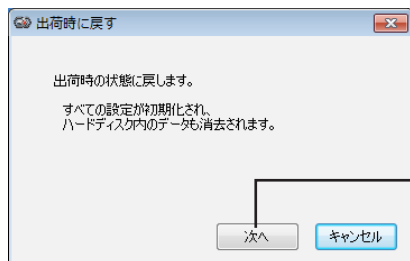 出荷時に戻す
出荷時の状態に戻します。
すべての設定が初期化され、
ハードディスク内のデータも消去されます。
次へ
キャンセル